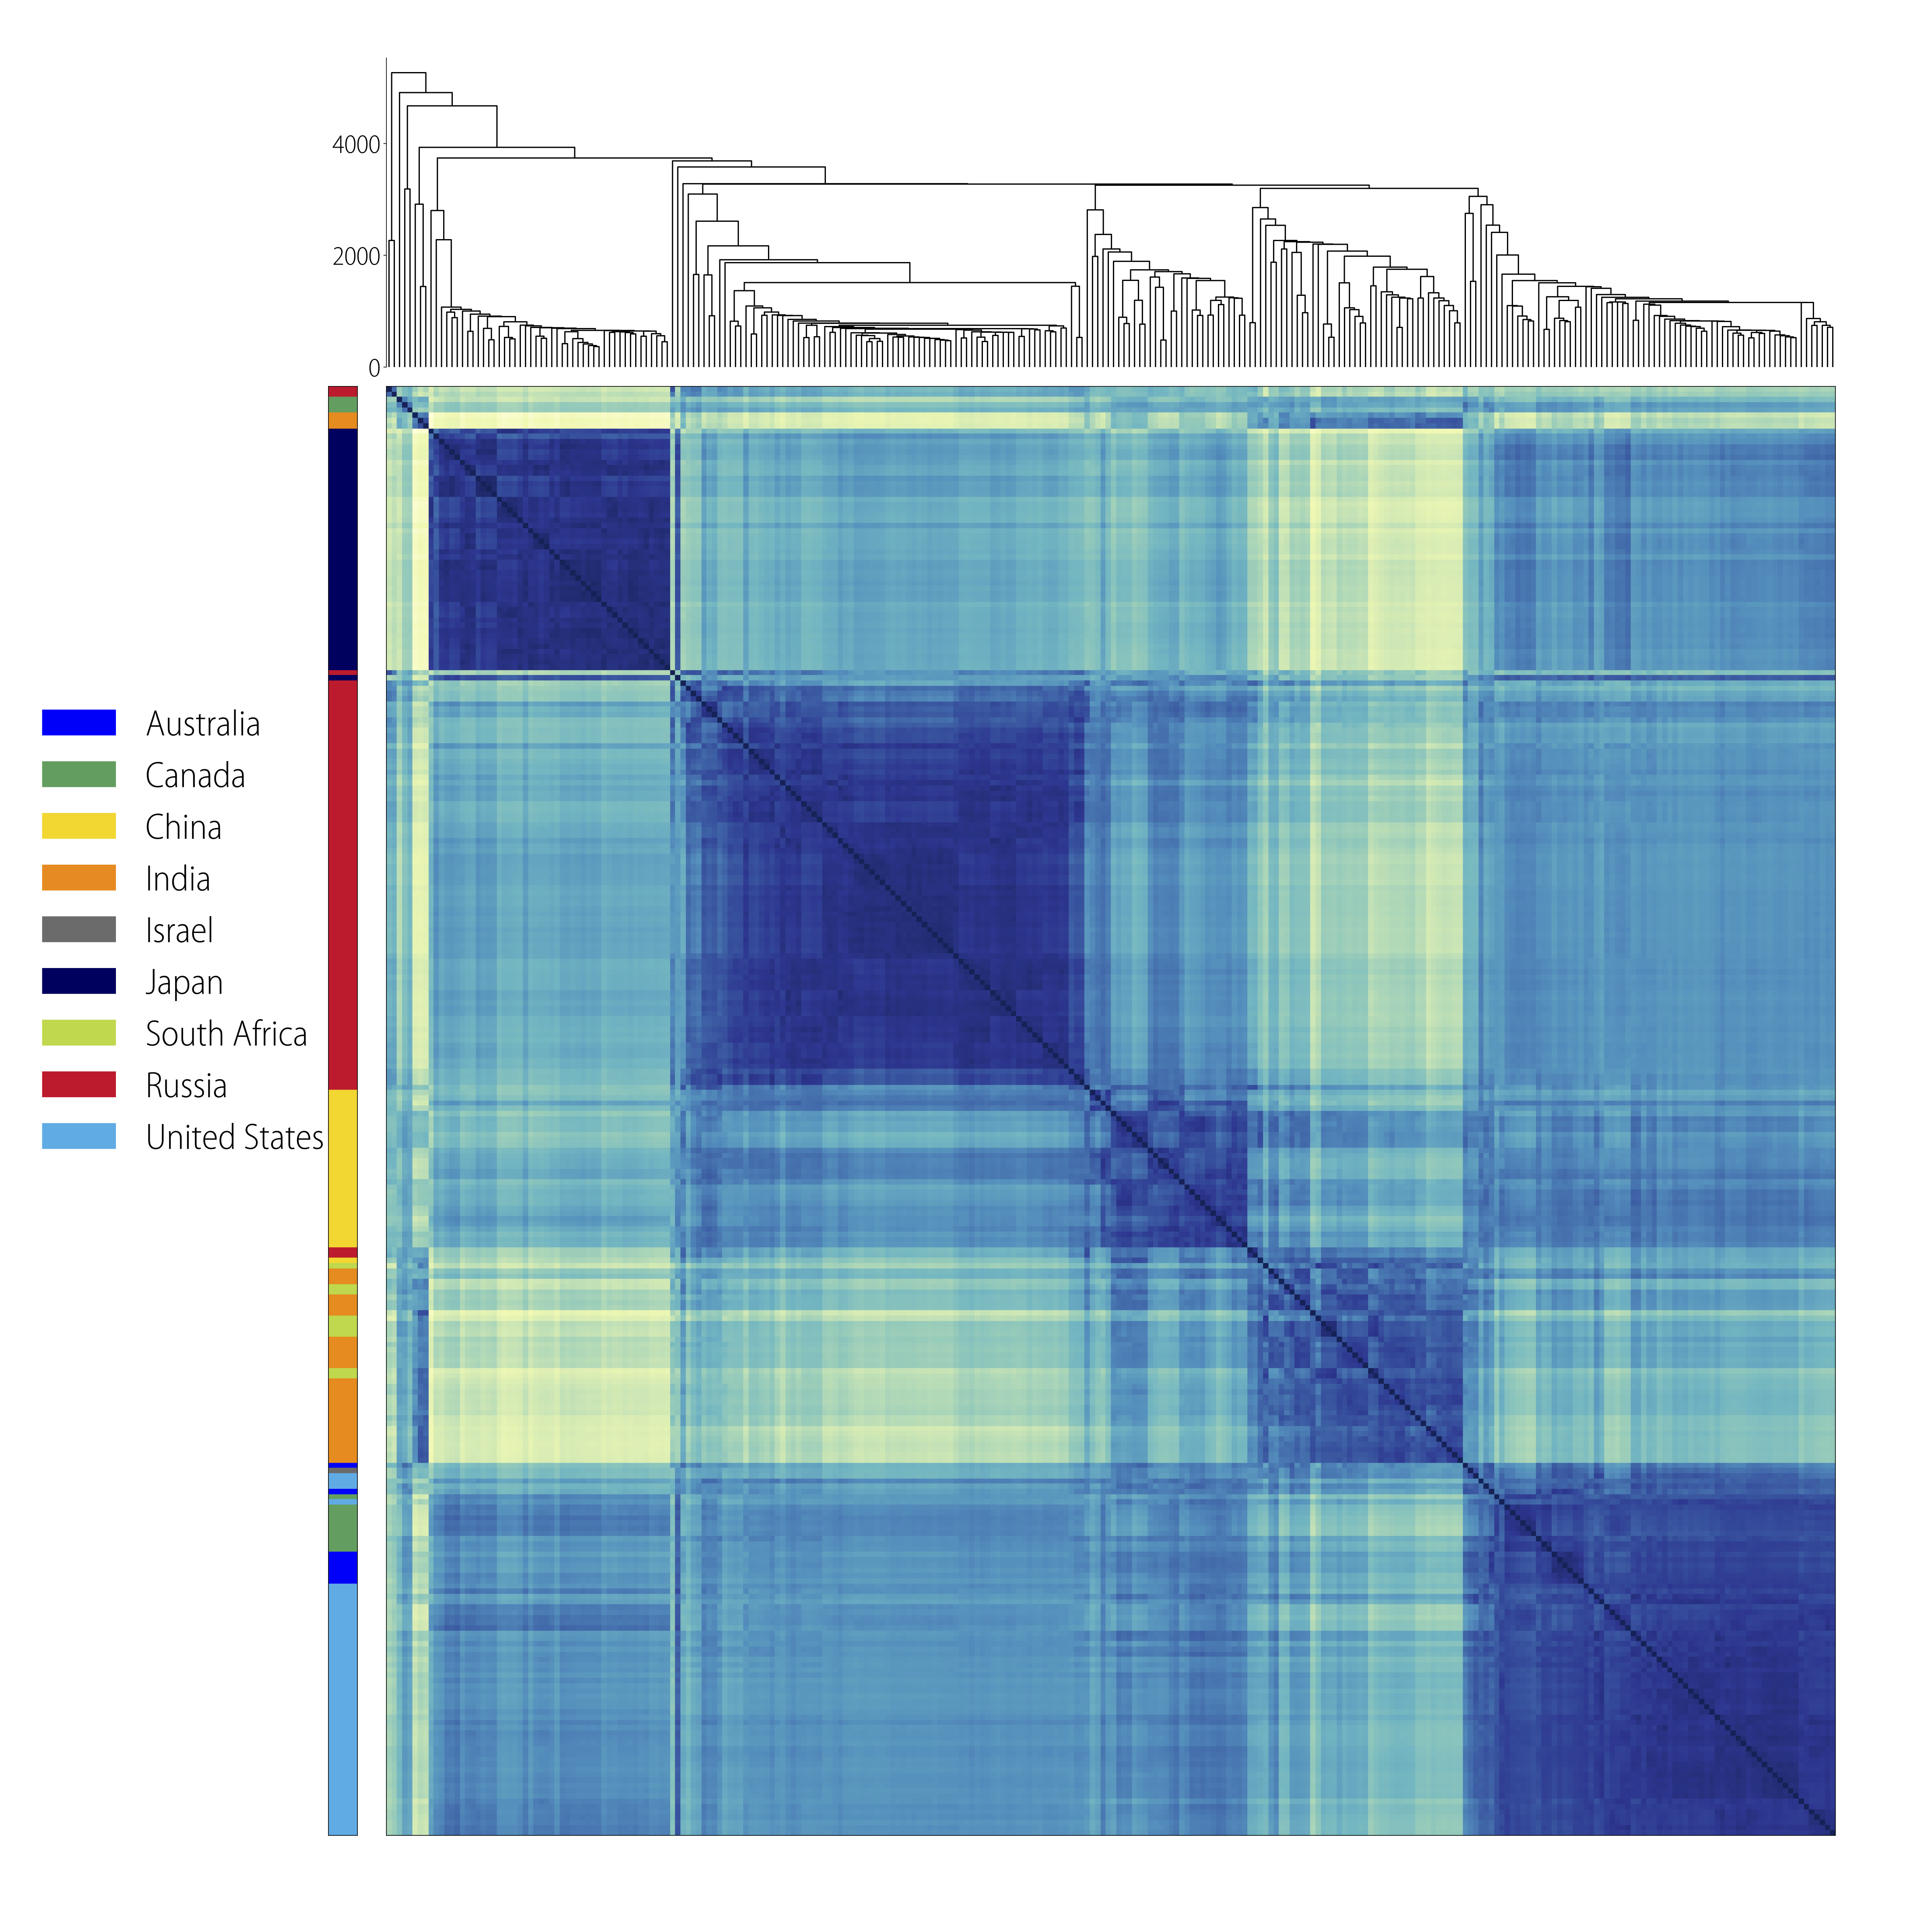 4000
2000
0
Australia
Canada
China
India
Israel
Japan
South Africa
Russia
United States